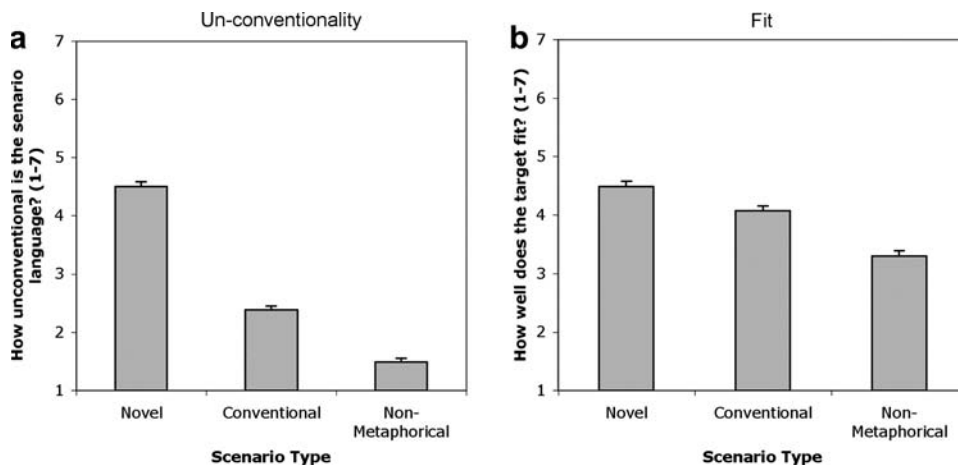 Un-conventionality
a
How unconventional is the senario
language? (1-7)
7
6
5
4
3
2
1
Novel
Conventional
Non-
Metaphorical
Scenario Type
Fit
b
How well does the target fit? (1-7)
7
6
5
4
3
2
1
Novel
Conventional
Non-
Metaphorical
Scenario Type